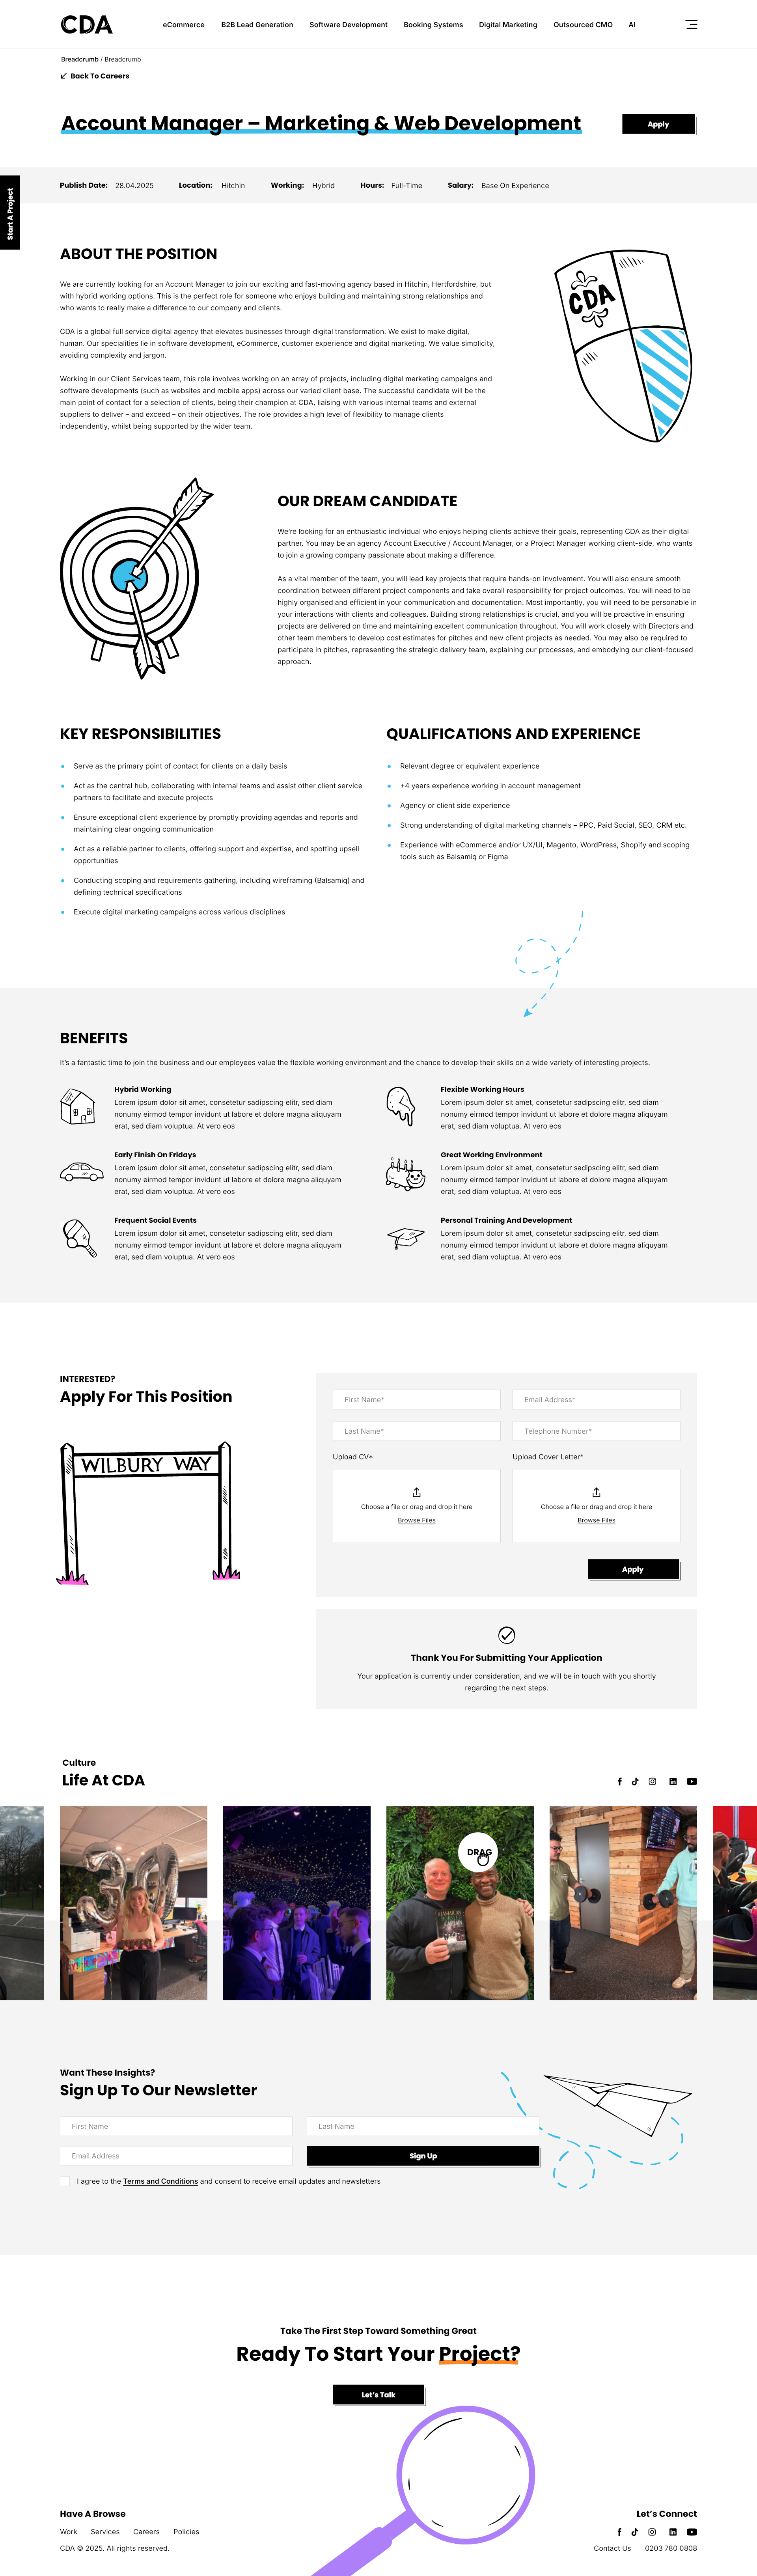 CDA
eCommerce B2B Lead Generation Software Development Booking Systems Digital Marketing Outsourced CMO AI
Breadcrumb / Breadcrumb
Back To Careers
Account Manager – Marketing & Web Development
Apply
Start A Project
Publish Date: 28.04.2025 Location: Hitchin Working: Hybrid Hours: Full-Time Salary: Base On Experience
ABOUT THE POSITION
We are currently looking for an Account Manager to join our exciting and fast-moving agency based in Hitchin, Hertfordshire, but
with hybrid working options. This is the perfect role for someone who enjoys building and maintaining strong relationships and
who wants to really make a difference to our company and clients.
CDA is a global full service digital agency that elevates businesses through digital transformation. We exist to make digital,
human. Our specialities lie in software development, eCommerce, customer experience and digital marketing. We value simplicity,
avoiding complexity and jargon.
Working in our Client Services team, this role involves working on an array of projects, including digital marketing campaigns and
software developments (such as websites and mobile apps) across our varied client base. The successful candidate will be the
main point of contact for a selection of clients, being their champion at CDA, liaising with various internal teams and external
suppliers to deliver – and exceed – on their objectives. The role provides a high level of flexibility to manage clients
independently, whilst being supported by the wider team.
CDA
OUR DREAM CANDIDATE
We're looking for an enthusiastic individual who enjoys helping clients achieve their goals, representing CDA as their digital
partner. You may be an agency Account Executive / Account Manager, or a Project Manager working client-side, who wants
to join a growing company passionate about making a difference.
As a vital member of the team, you will lead key projects that require hands-on involvement. You will also ensure smooth
coordination between different project components and take overall responsibility for project outcomes. You will need to be
highly organised and efficient in your communication and documentation. Most importantly, you will need to be personable in
your interactions with clients and colleagues. Building strong relationships is crucial, and you will be proactive in ensuring
projects are delivered on time and maintaining excellent communication throughout. You will work closely with Directors and
other team members to develop cost estimates for pitches and new client projects as needed. You may also be required to
participate in pitches, representing the strategic delivery team, explaining our processes, and embodying our client-focused
approach.
KEY RESPONSIBILITIES
Serve as the primary point of contact for clients on a daily basis
Act as the central hub, collaborating with internal teams and assist other client service
partners to facilitate and execute projects
Ensure exceptional client experience by promptly providing agendas and reports and
maintaining clear ongoing communication
Act as a reliable partner to clients, offering support and expertise, and spotting upsell
opportunities
Conducting scoping and requirements gathering, including wireframing (Balsamiq) and
defining technical specifications
Execute digital marketing campaigns across various disciplines
QUALIFICATIONS AND EXPERIENCE
Relevant degree or equivalent experience
+4 years experience working in account management
Agency or client side experience
Strong understanding of digital marketing channels – PPC, Paid Social, SEO, CRM etc.
Experience with eCommerce and/or UX/UI, Magento, WordPress, Shopify and scoping
tools such as Balsamiq or Figma
BENEFITS
It's a fantastic time to join the business and our employees value the flexible working environment and the chance to develop their skills on a wide variety of interesting projects.
Hybrid Working
Lorem ipsum dolor sit amet, consetetur sadipscing elitr, sed diam
nonumy eirmod tempor invidunt ut labore et dolore magna aliquyam
erat, sed diam voluptua. At vero eos
Flexible Working Hours
Lorem ipsum dolor sit amet, consetetur sadipscing elitr, sed diam
nonumy eirmod tempor invidunt ut labore et dolore magna aliquyam
erat, sed diam voluptua. At vero eos
Early Finish On Fridays
Lorem ipsum dolor sit amet, consetetur sadipscing elitr, sed diam
nonumy eirmod tempor invidunt ut labore et dolore magna aliquyam
erat, sed diam voluptua. At vero eos
Great Working Environment
Lorem ipsum dolor sit amet, consetetur sadipscing elitr, sed diam
nonumy eirmod tempor invidunt ut labore et dolore magna aliquyam
erat, sed diam voluptua. At vero eos
Frequent Social Events
Lorem ipsum dolor sit amet, consetetur sadipscing elitr, sed diam
nonumy eirmod tempor invidunt ut labore et dolore magna aliquyam
erat, sed diam voluptua. At vero eos
Personal Training And Development
Lorem ipsum dolor sit amet, consetetur sadipscing elitr, sed diam
nonumy eirmod tempor invidunt ut labore et dolore magna aliquyam
erat, sed diam voluptua. At vero eos
INTERESTED?
Apply For This Position
WILBURY WAY
First Name* Email Address*
Last Name* Telephone Number*
Upload CV* Upload Cover Letter*
Choose a file or drag and drop it here Choose a file or drag and drop it here
Browse Files Browse Files
Apply
Thank You For Submitting Your Application
Your application is currently under consideration, and we will be in touch with you shortly
regarding the next steps.
Culture
Life At CDA
30
DRAG
Want These Insights?
Sign Up To Our Newsletter
First Name Last Name
Email Address Sign Up
I agree to the Terms and Conditions and consent to receive email updates and newsletters
Take The First Step Toward Something Great
Ready To Start Your Project?
Let's Talk
Have A Browse Let's Connect
Work Services Careers Policies
CDA © 2025. All rights reserved. Contact Us 0203 780 0808